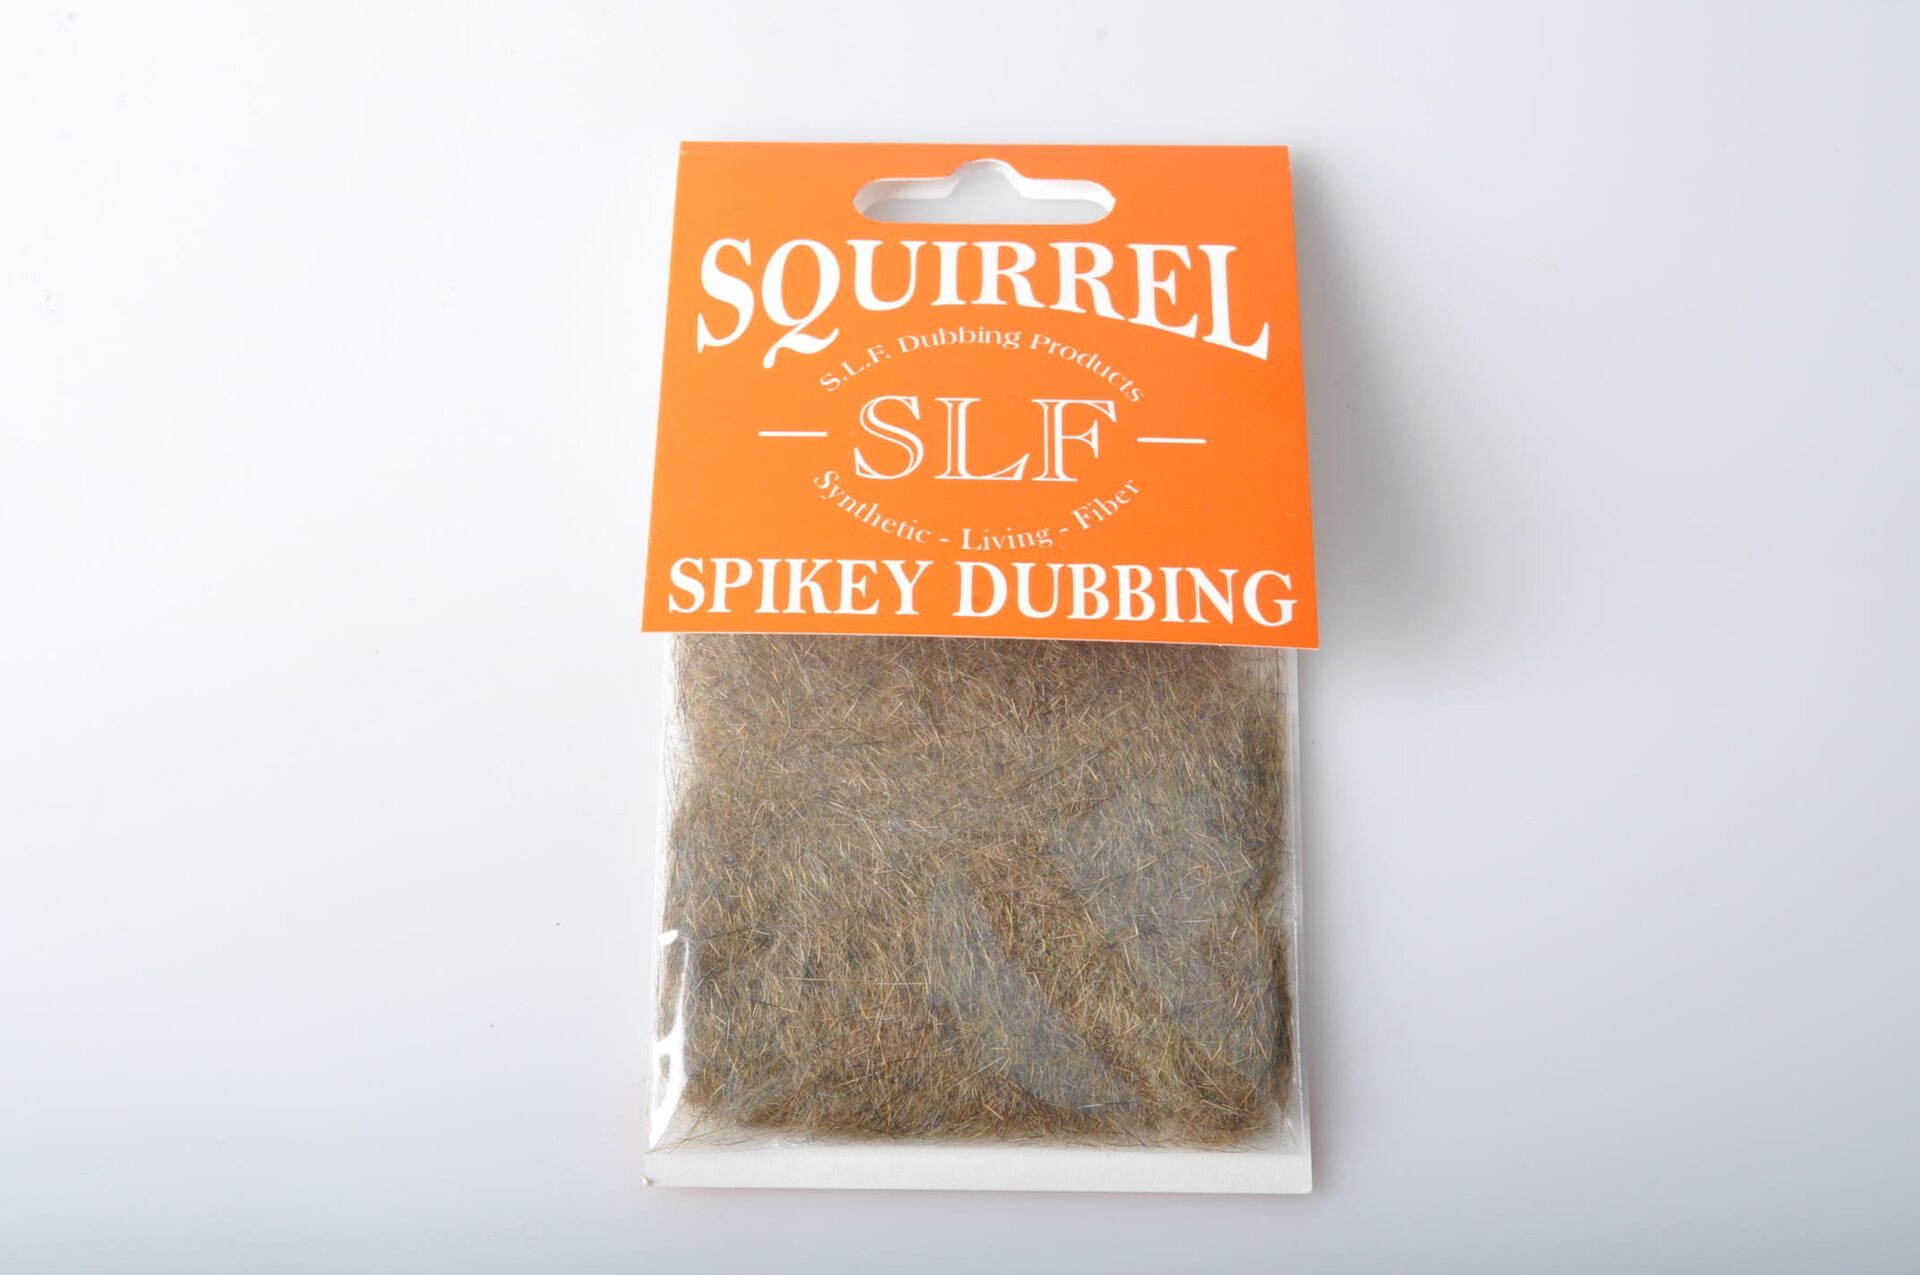 SQUIRREL
S.L.F. Dubbing Products
SLF
Synthetic - Living - Fiber
SPIKEY DUBBING